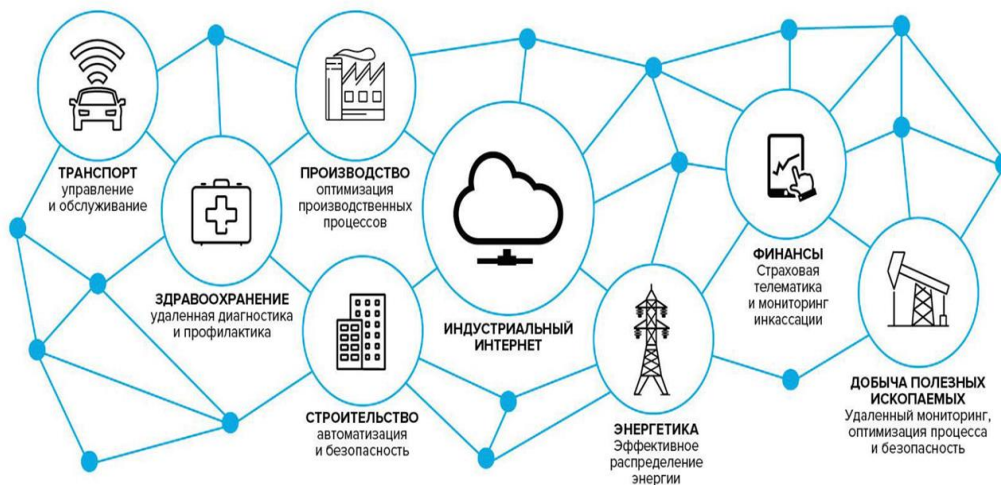 ТРАНСПОРТ
управление
и обслуживание
ЗДРАВООХРАНЕНИЕ
удаленная диагностика
и профилактика
ПРОИЗВОДСТВО
оптимизация
производственных
процессов
СТРОИТЕЛЬСТВО
автоматизация
и безопасность
ИНДУСТРИАЛЬНЫЙ
ИНТЕРНЕТ
ЭНЕРГЕТИКА
Эффективное
распределение
энергии
ФИНАНСЫ
Страховая
телематика
и мониторинг
инкассации
ДОБЫЧА ПОЛЕЗНЫХ
ИСКОПАЕМЫХ
Удаленный мониторинг,
оптимизация процесса
и безопасность